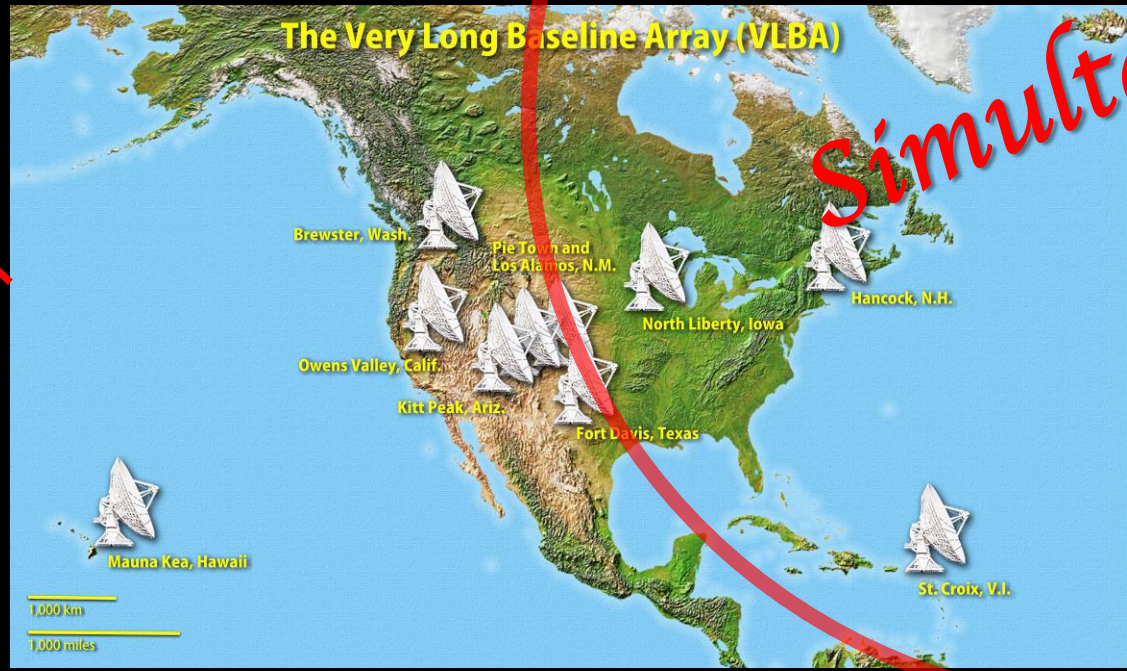 The Very Long Baseline Array (VLBA)
Brewster, Wash.
Pie Town and
Los Alamos, N.M.
North Liberty, Iowa
Hancock, N.H.
Owens Valley, Calif.
Kitt Peak, Ariz.
Fort Davis, Texas
Mauna Kea, Hawaii
St. Croix, V.I.
1,000 km
1,000 miles